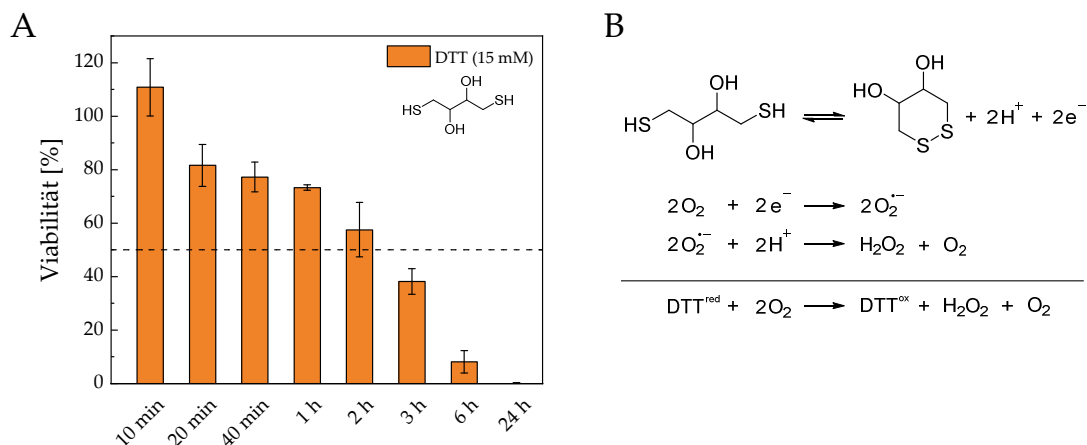 A
Viabilität [%]
120
100
80
60
40
20
0
DTT (15 mM)
OH
HS
SH
OH
10 min
20 min
40 min
1 h
2 h
3 h
6 h
24 h
B
OH
HS
SH
OH
OH
HO
S
S
+ 2H⁺ + 2e⁻
2O₂ + 2e⁻ → 2O₂•⁻
2O₂•⁻ + 2H⁺ → H₂O₂ + O₂
DTTʳᵉᵈ + 2O₂ → DTTᵒˣ + H₂O₂ + O₂